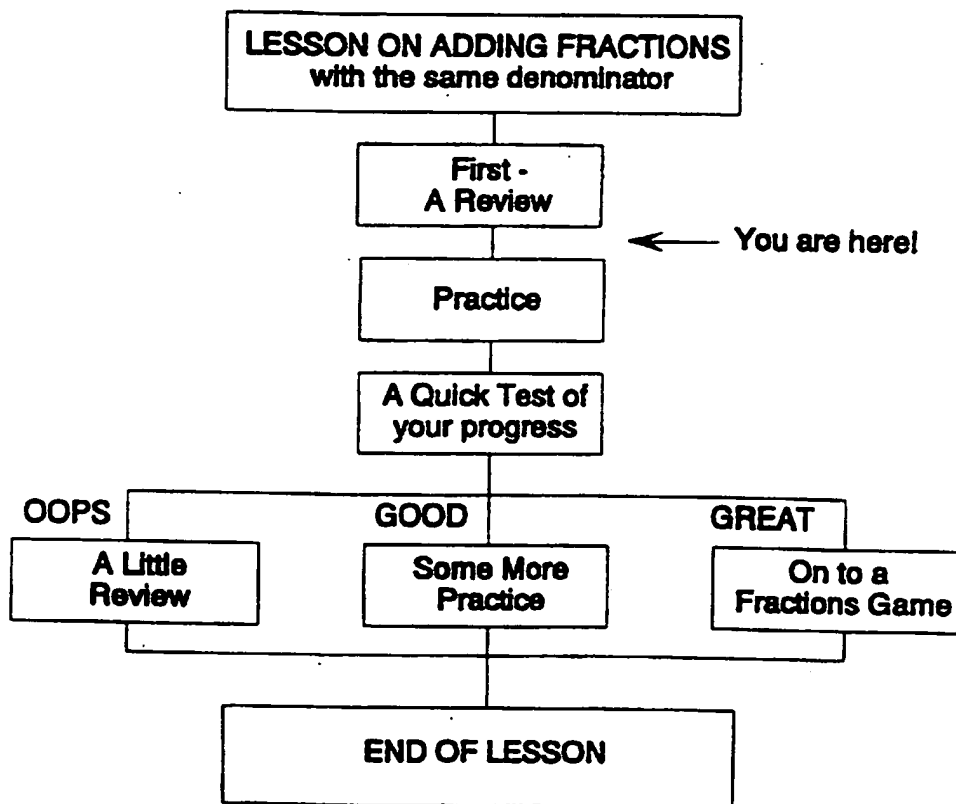 LESSON ON ADDING FRACTIONS
with the same denominator
First -
A Review
You are here!
Practice
A Quick Test of
your progress
OOPS
GOOD
GREAT
A Little
Review
Some More
Practice
On to a
Fractions Game
END OF LESSON